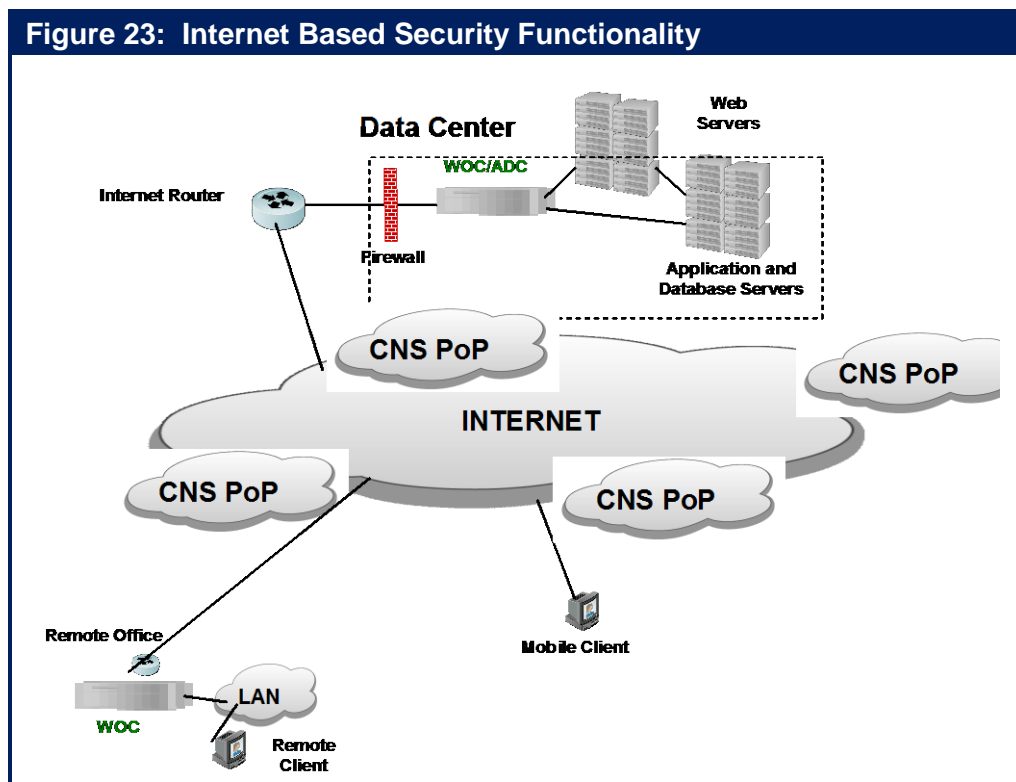 Figure 23: Internet Based Security Functionality
Web
Servers
Data Center
WOC/ADC
Internet Router
Firewall
Application and
Database Servers
CNS PoP
CNS PoP
INTERNET
CNS PoP
CNS PoP
Remote Office
Mobile Client
LAN
WOC
Remote
Client